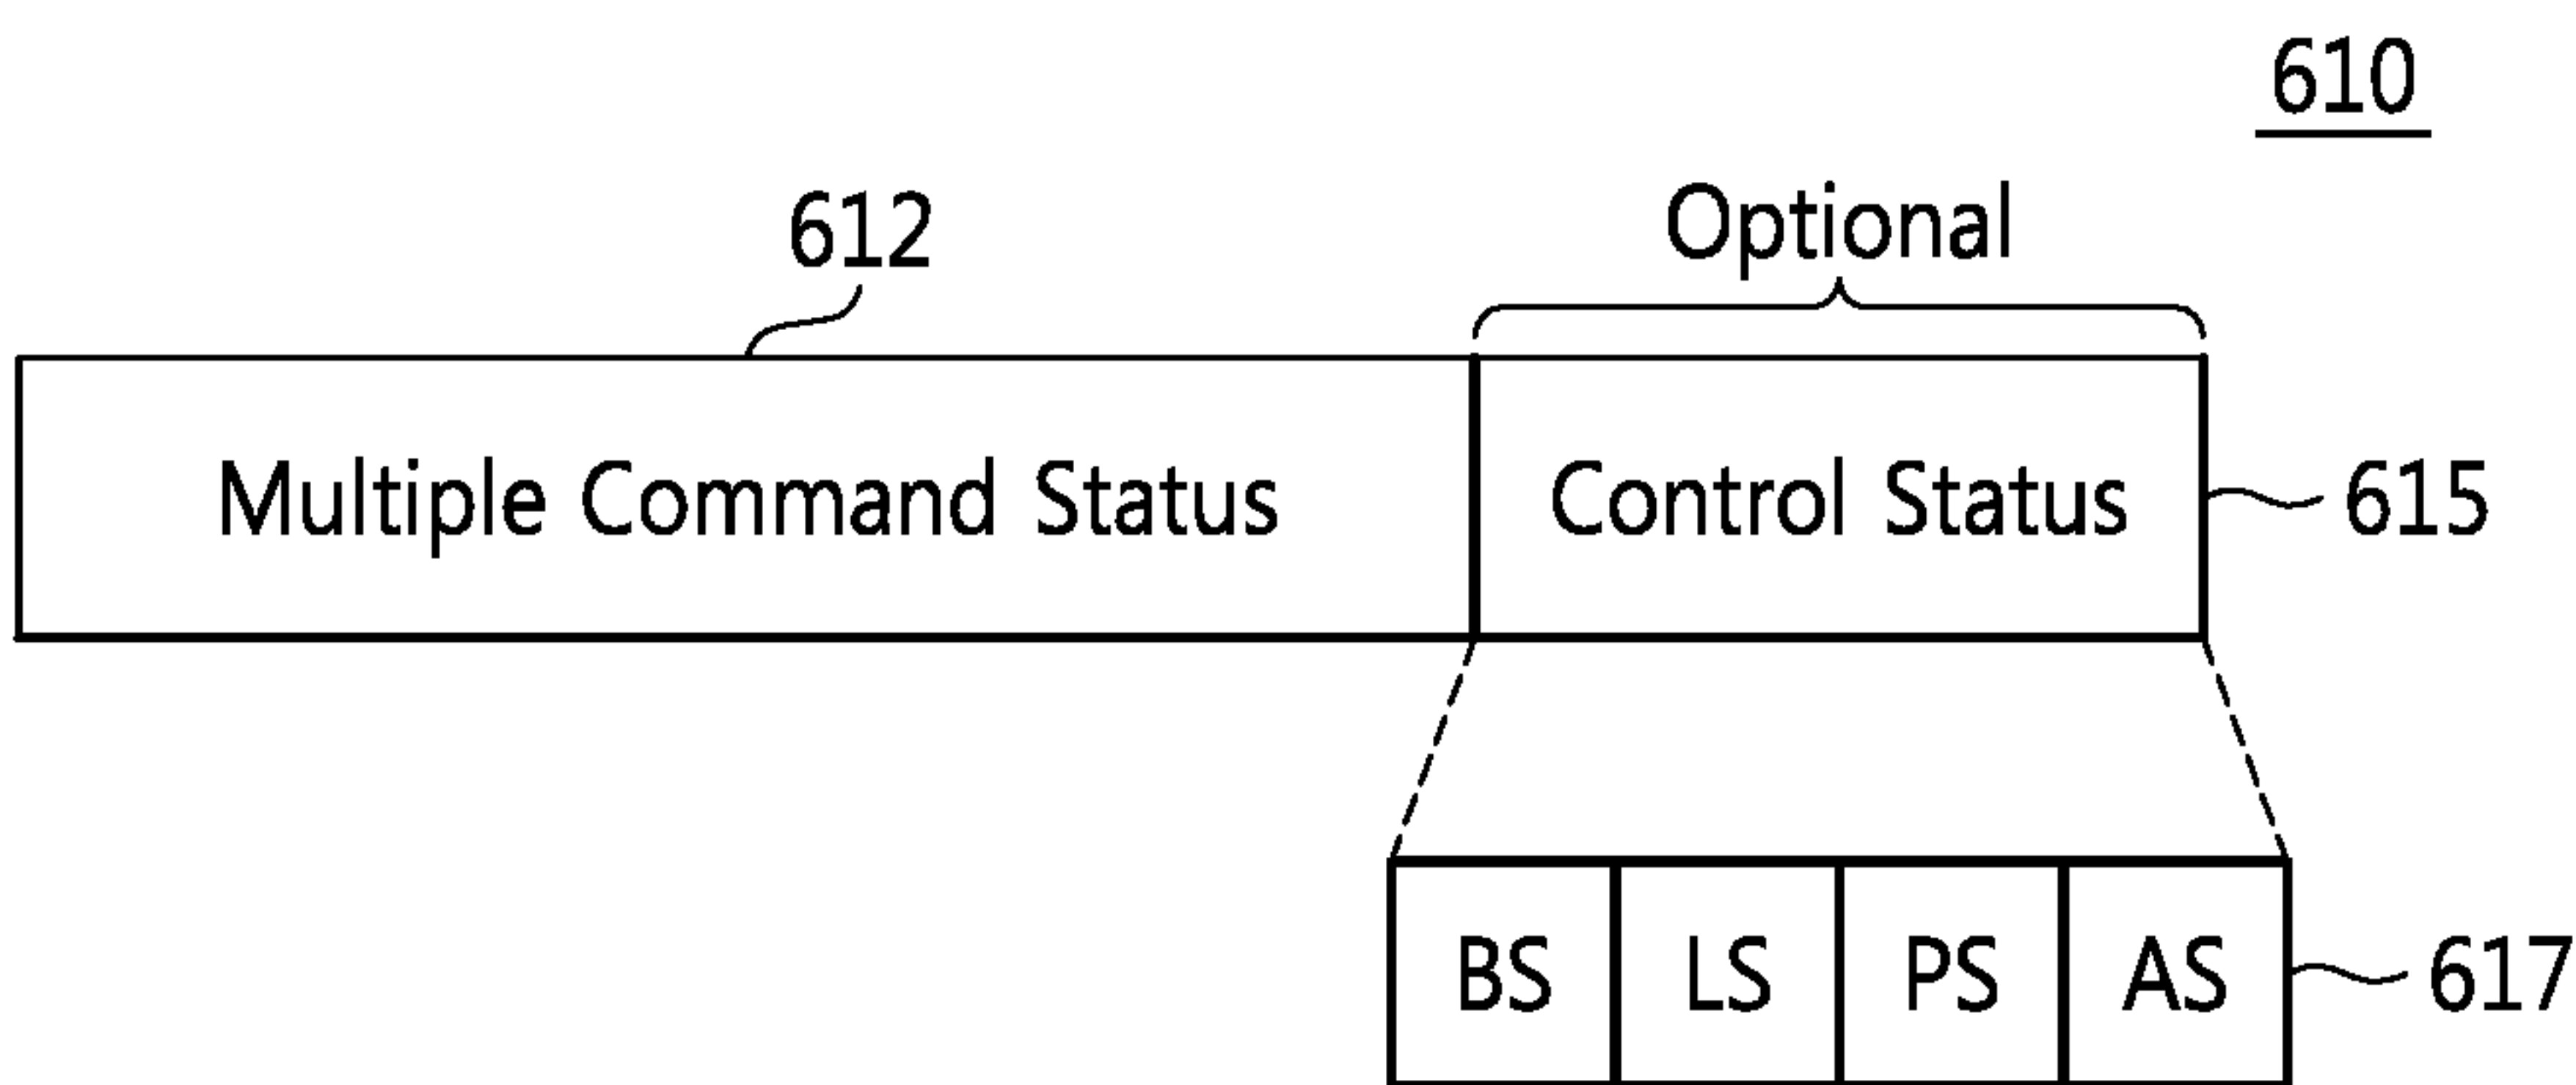 610
612
Optional
Multiple Command Status
Control Status
615
BS
LS
PS
AS
617